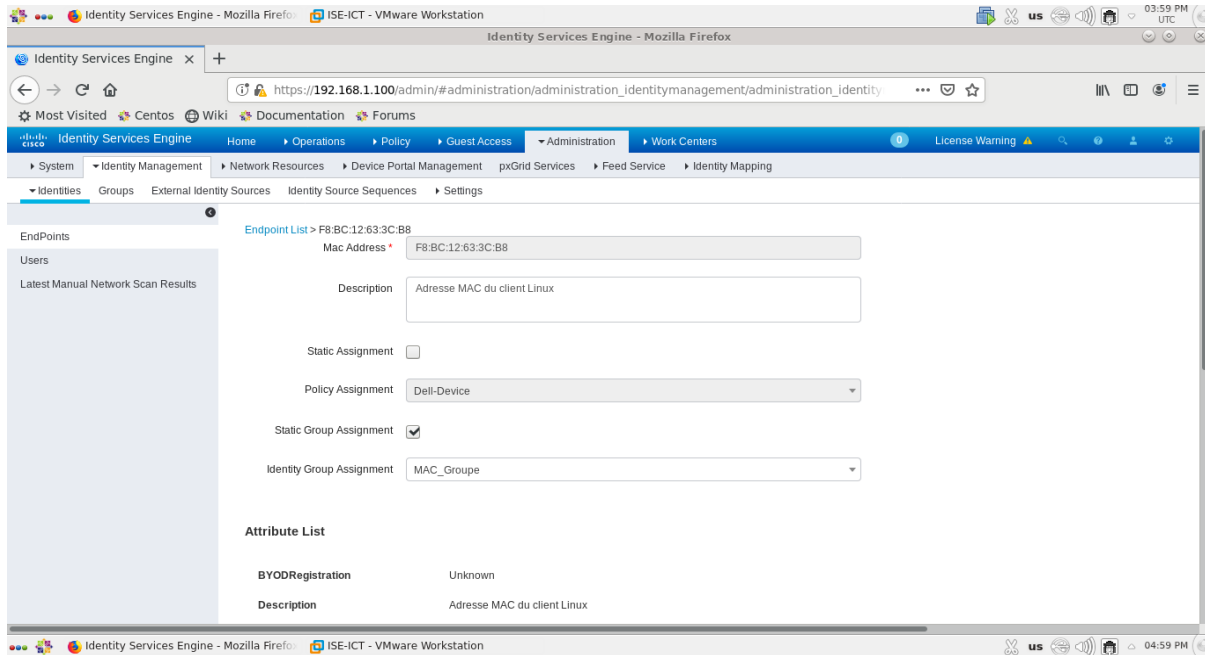 Identity Services Engine - Mozilla Firefo ISE-ICT - VMware Workstation us 03:59 PM
UTC
Identity Services Engine - Mozilla Firefox
Identity Services Engine
https://192.168.1.100/admin/#administration/administration_identitymanagement/administration_identity
Most Visited Centos Wiki Documentation Forums
CISCO Identity Services Engine Home Operations Policy Guest Access Administration Work Centers 0 License Warning
System Identity Management Network Resources Device Portal Management pxGrid Services Feed Service Identity Mapping
Identities Groups External Identity Sources Identity Source Sequences Settings
EndPoints
Users
Latest Manual Network Scan Results
Endpoint List > F8:BC:12:63:3C:B8
Mac Address * F8:BC:12:63:3C:B8
Description Adresse MAC du client Linux
Static Assignment
Policy Assignment Dell-Device
Static Group Assignment
Identity Group Assignment MAC_Groupe
Attribute List
BYODRegistration Unknown
Description Adresse MAC du client Linux
Identity Services Engine - Mozilla Firefo ISE-ICT - VMware Workstation us 04:59 PM